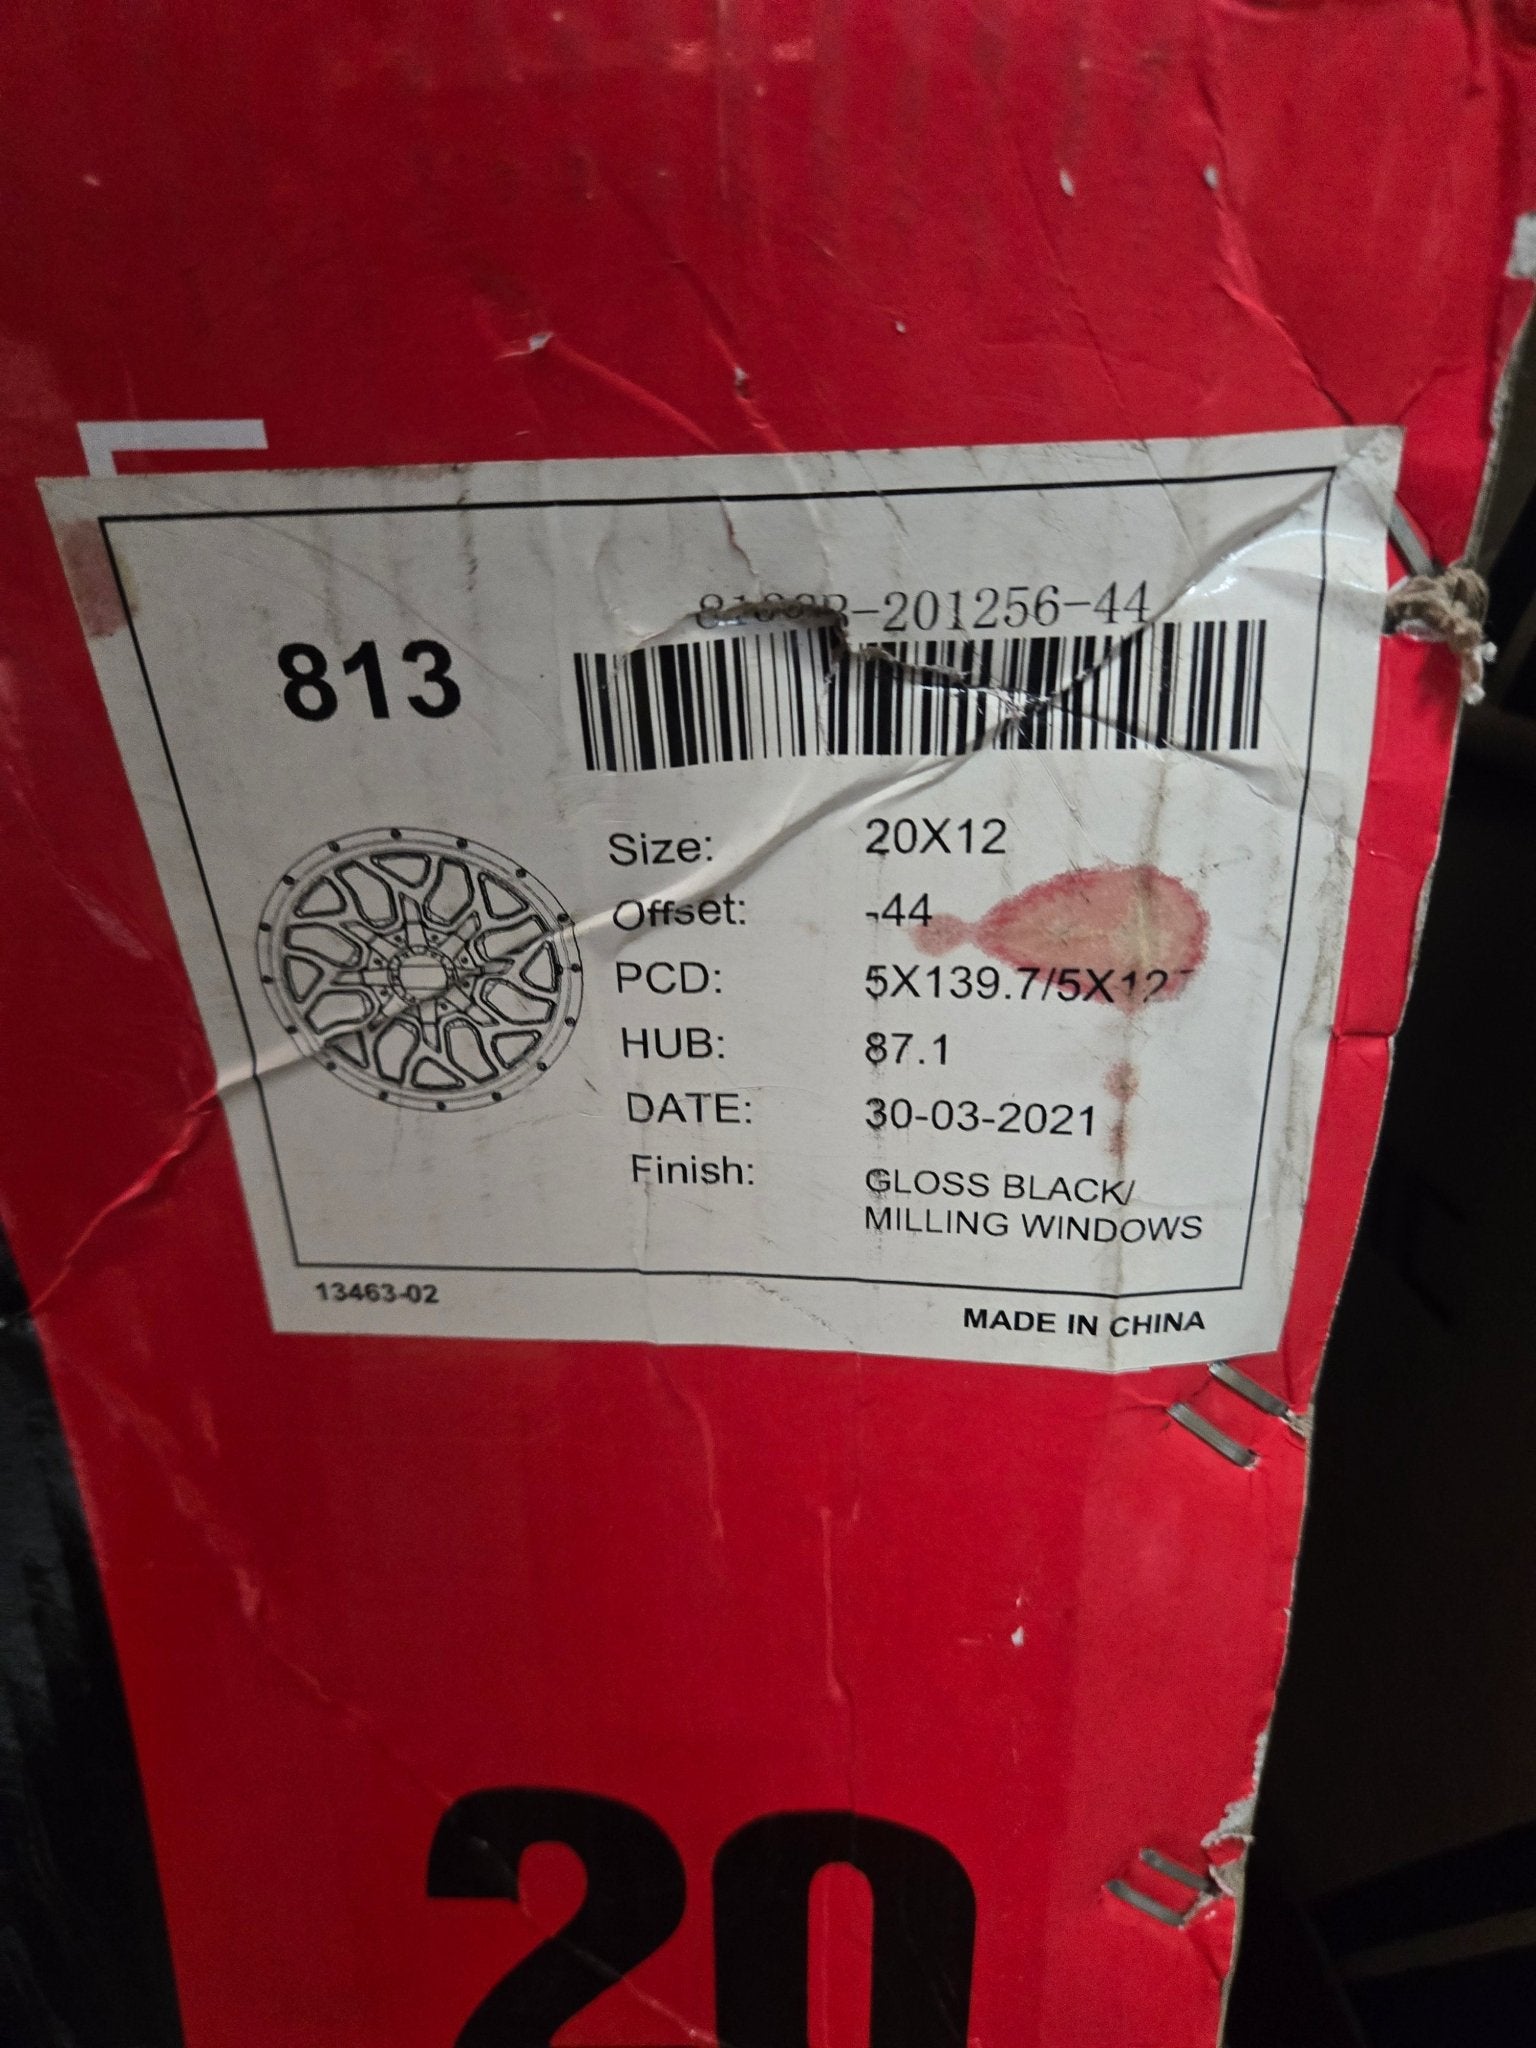 813
-201256-44
Size: 20X12
Offset: -44
PCD: 5X139.7/5X12
HUB: 87.1
DATE: 30-03-2021
Finish: GLOSS BLACK/
MILLING WINDOWS
13463-02
MADE IN CHINA
20